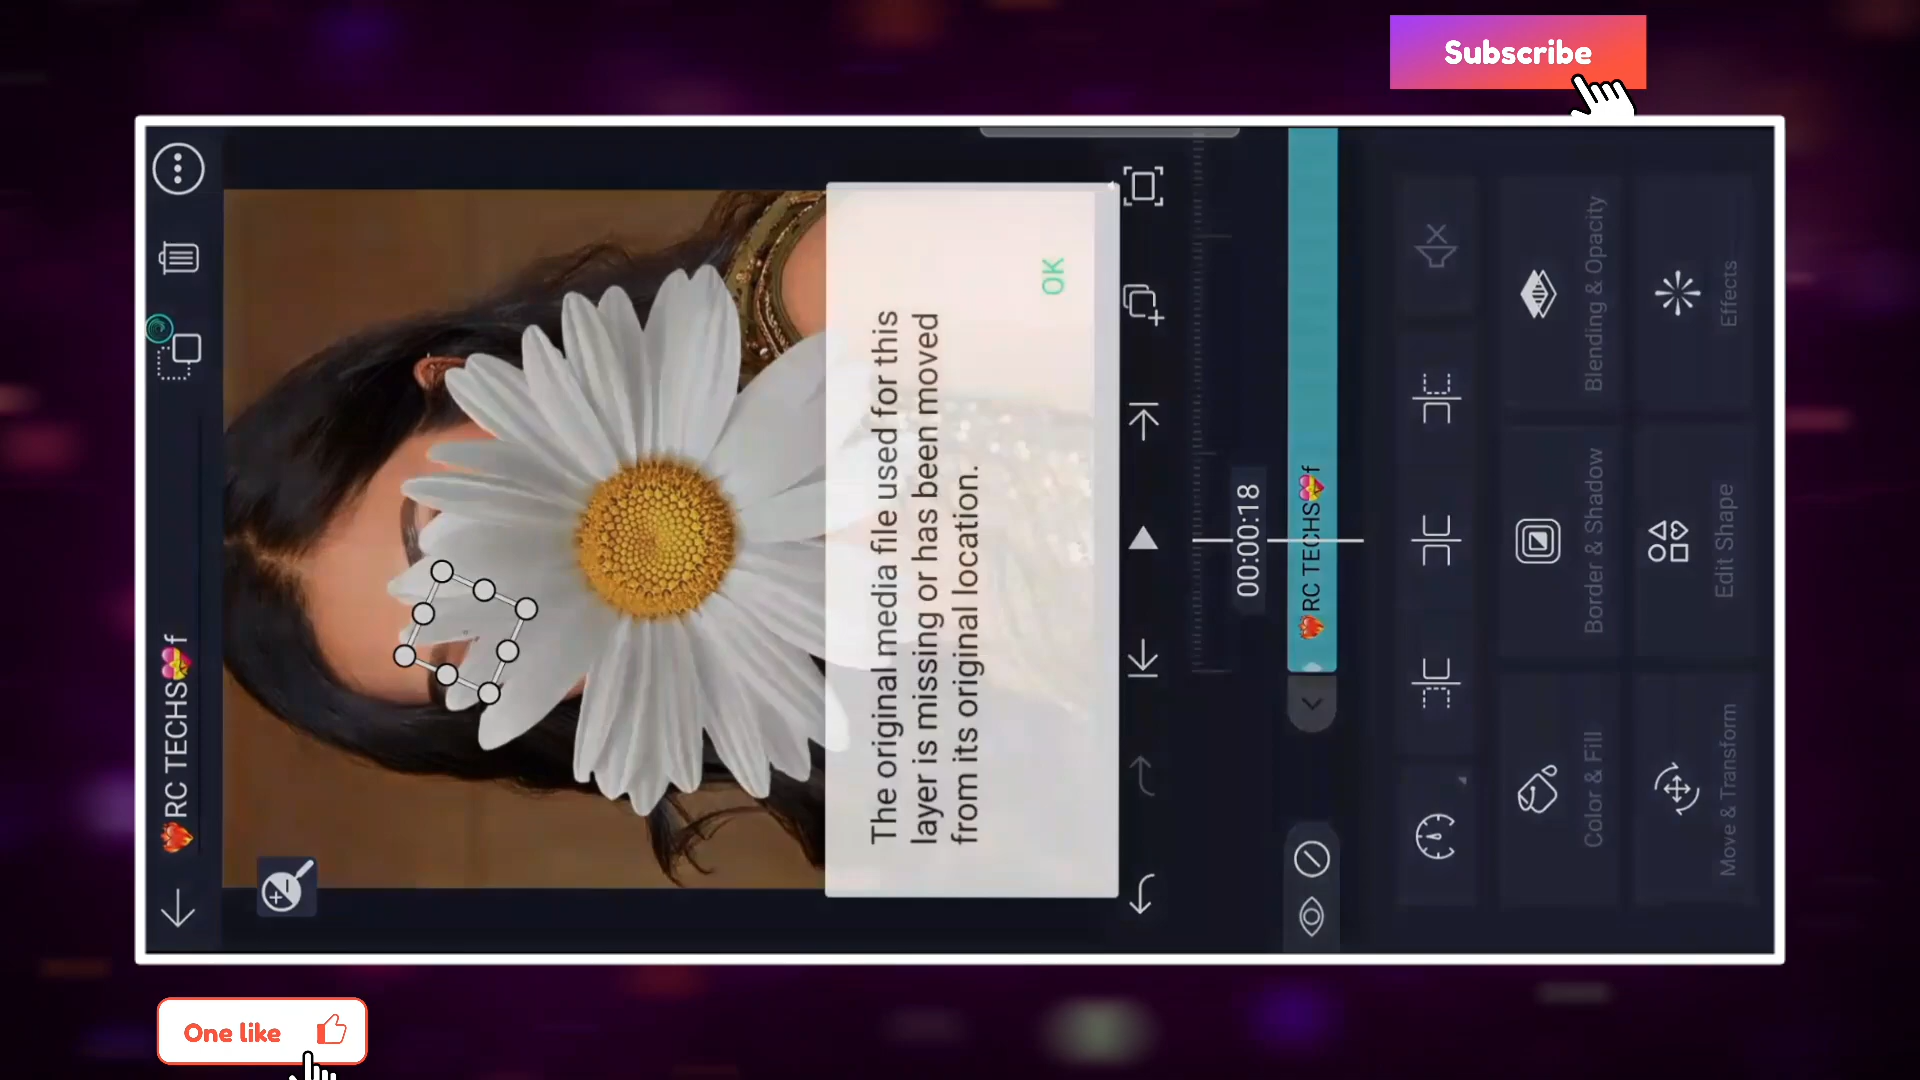 Subscribe
❤️‍🔥RC TECHS💝f
The original media file used for this
layer is missing or has been moved
from its original location.
OK
00:00:18
❤️‍🔥RC TECHS💝f
Color & Fill
Border & Shadow
Blending & Opacity
Move & Transform
Edit Shape
Effects
One like